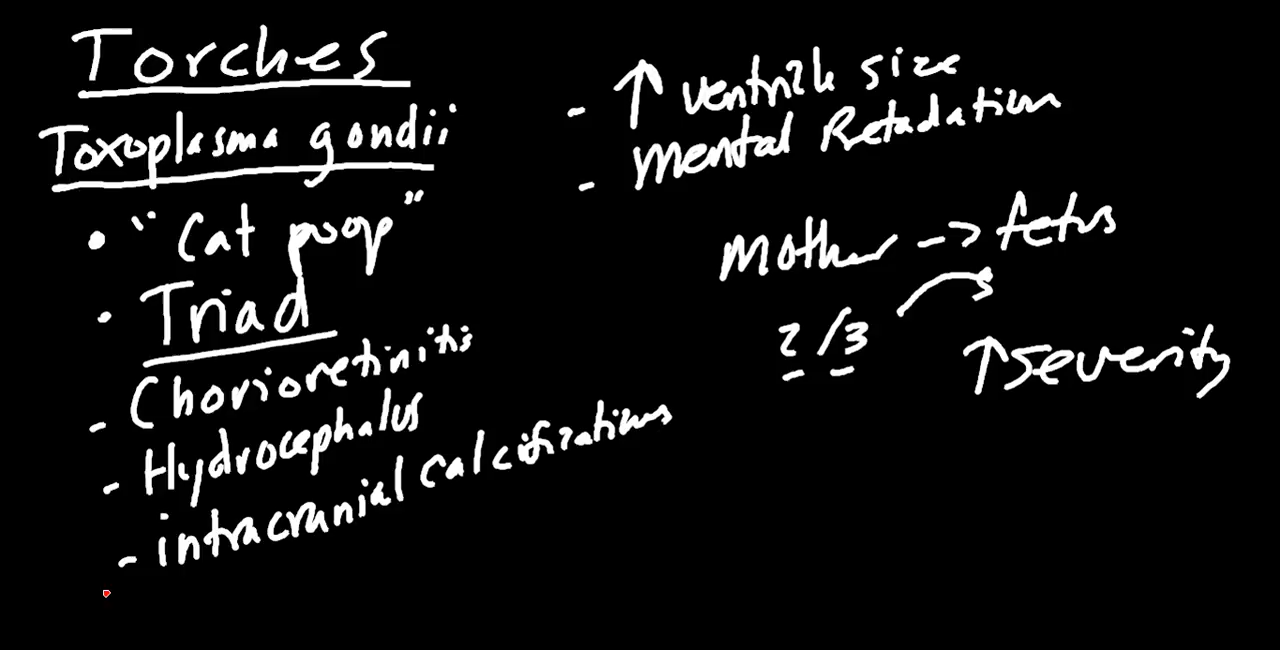 Torches
Toxoplasma gondii
• "Cat poop"
• Triad
- Chorioretinitis
- Hydrocephalus
- intracranial calcifications
- ↑ ventricle size
- mental Retadation
Mother -> fetus
2/3
↑ severity